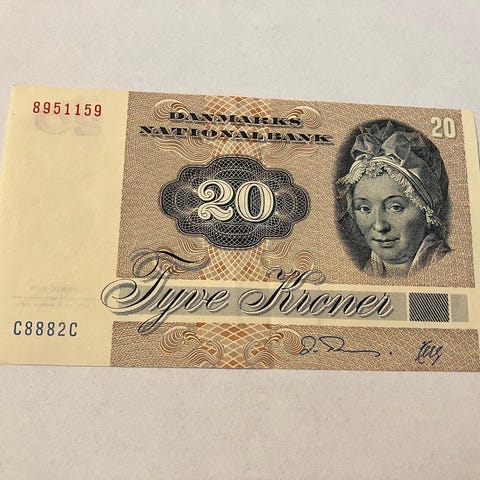 8951159
DANMARKS
NATIONALBANK
20
20
Tyve Kroner
C8882C